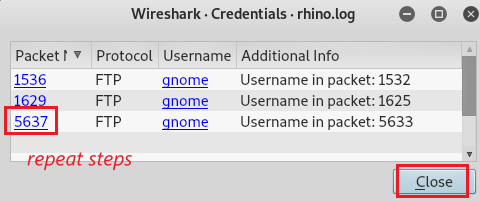 Wireshark · Credentials · rhino.log
Packet N Protocol Username Additional Info
1536 FTP gnome Username in packet: 1532
1629 FTP gnome Username in packet: 1625
5637 FTP gnome Username in packet: 5633
repeat steps
Close